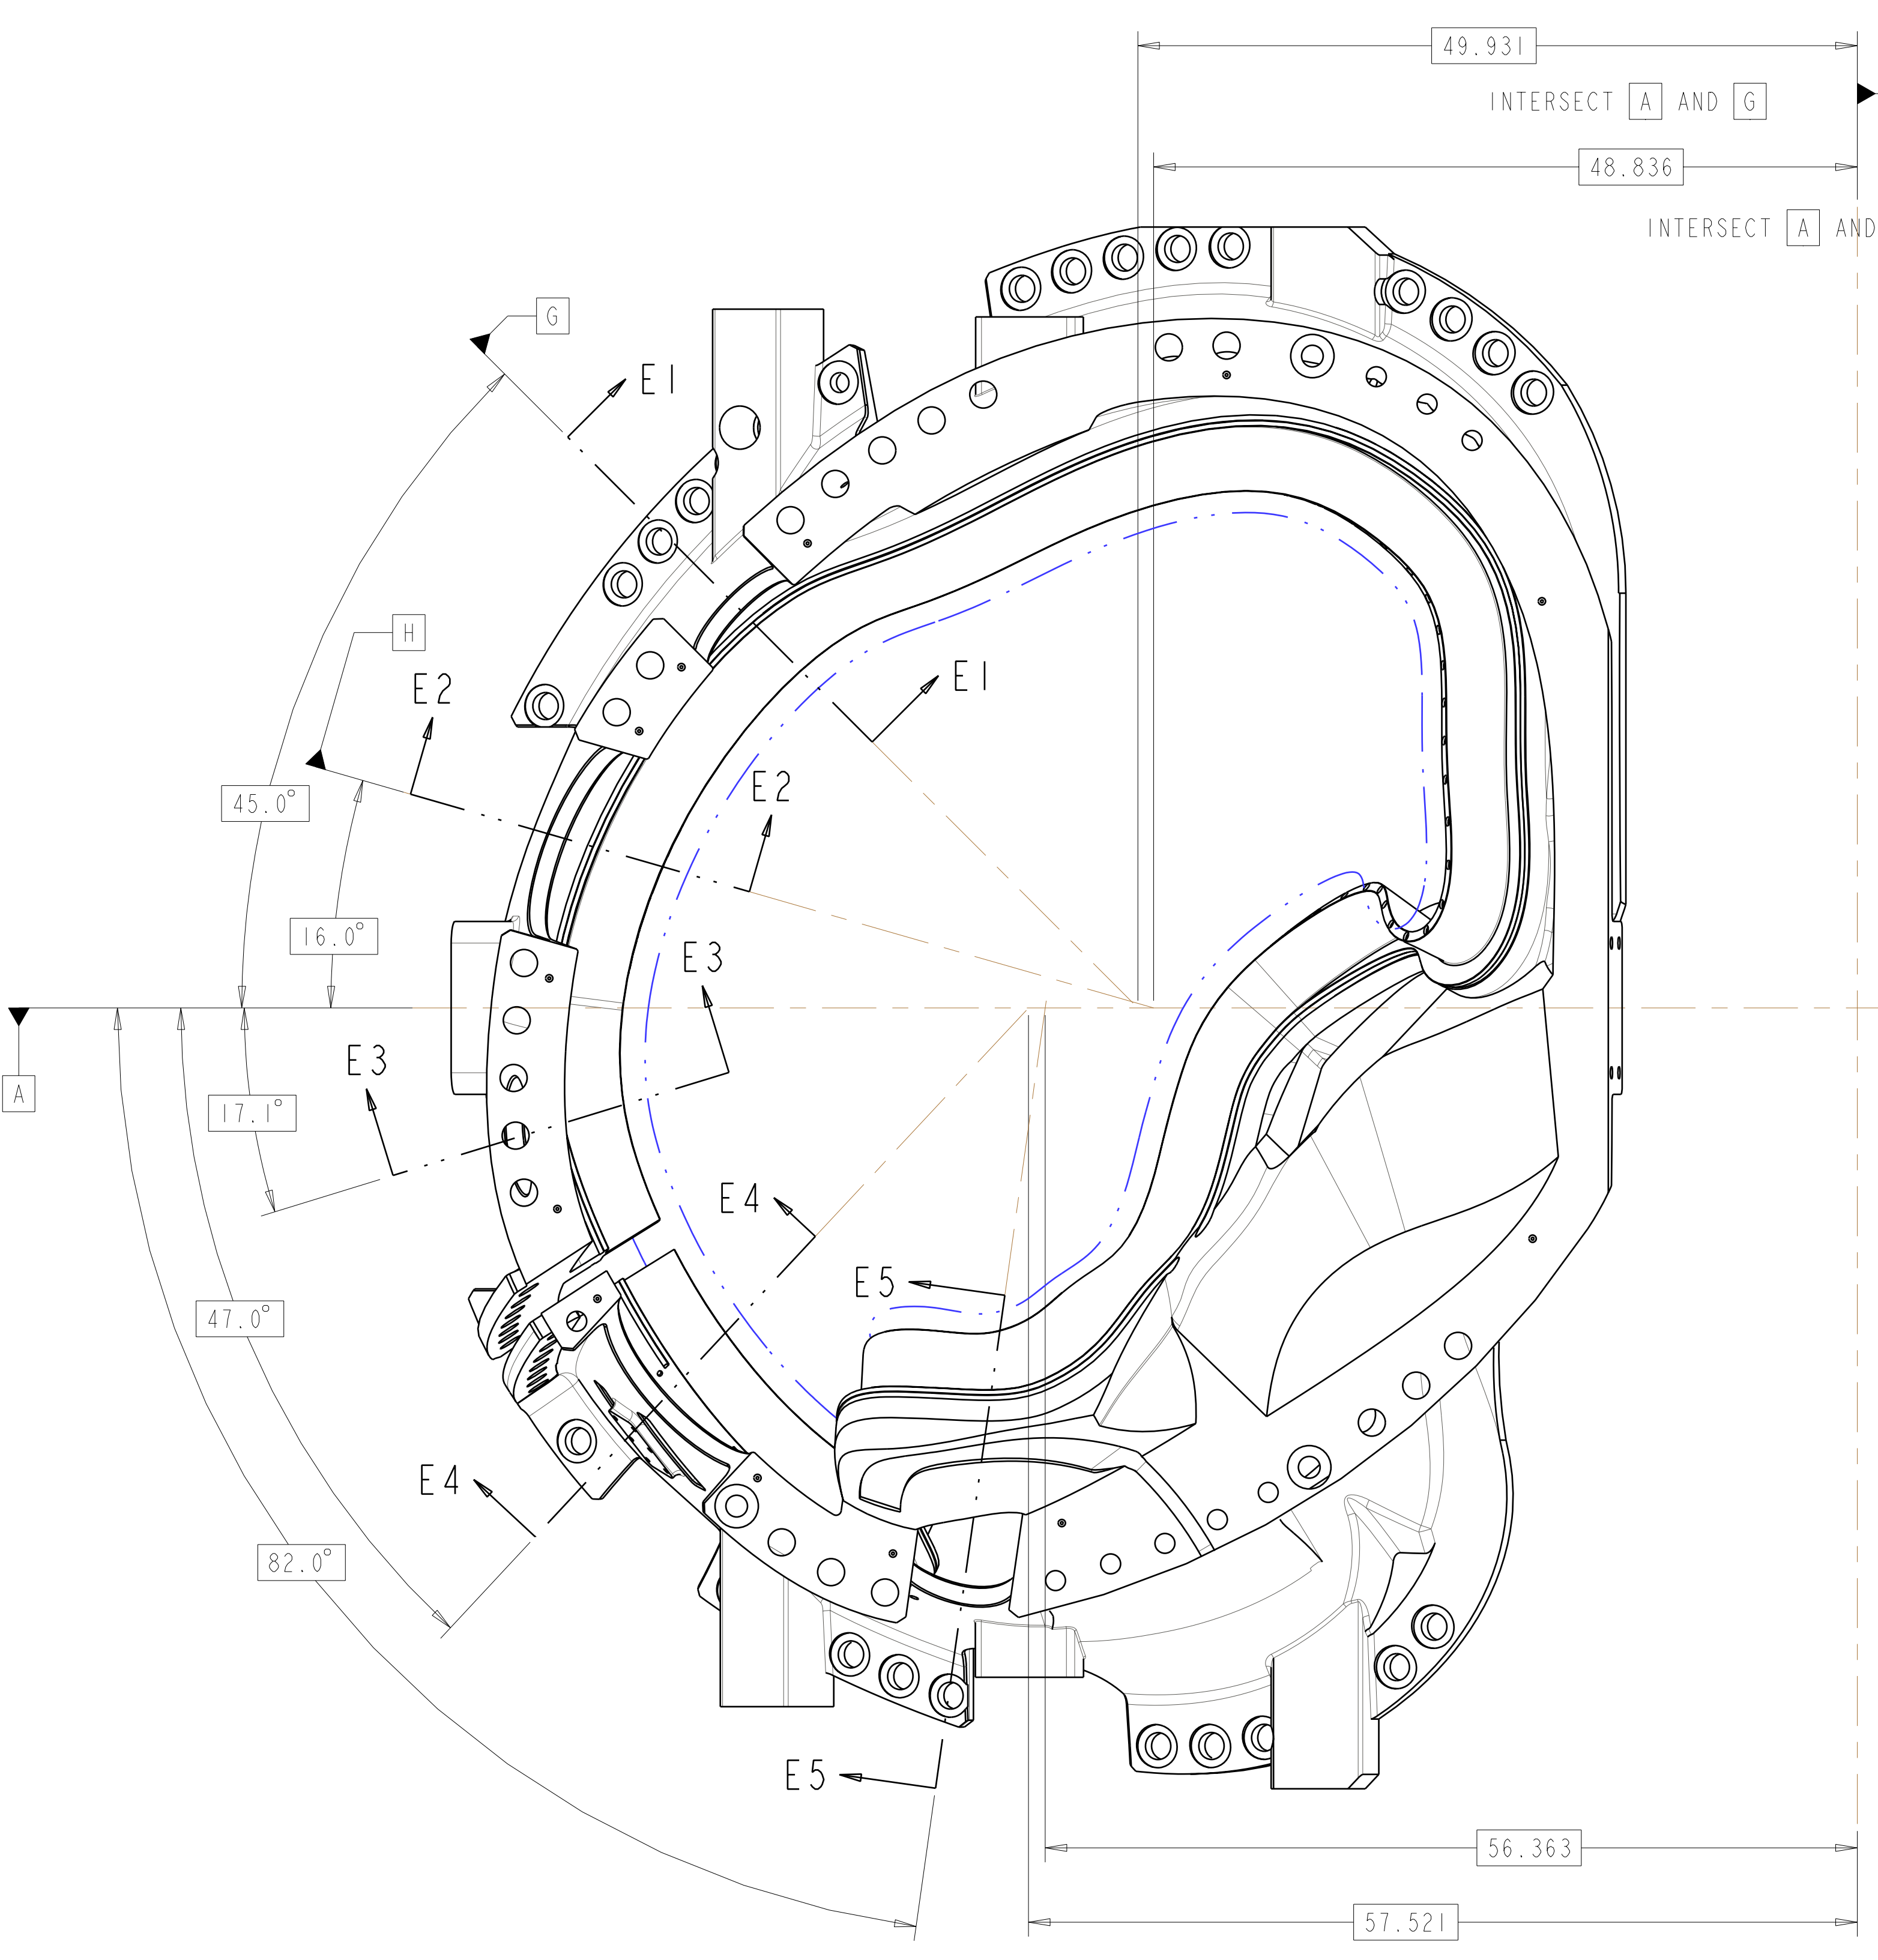 49.931
INTERSECT A AND G
48.836
INTERSECT A AND
G
E1
H
E2
E1
E2
45.0°
16.0°
E3
E3
A
17.1°
E4
E5
47.0°
E4
82.0°
E5
56.363
57.521